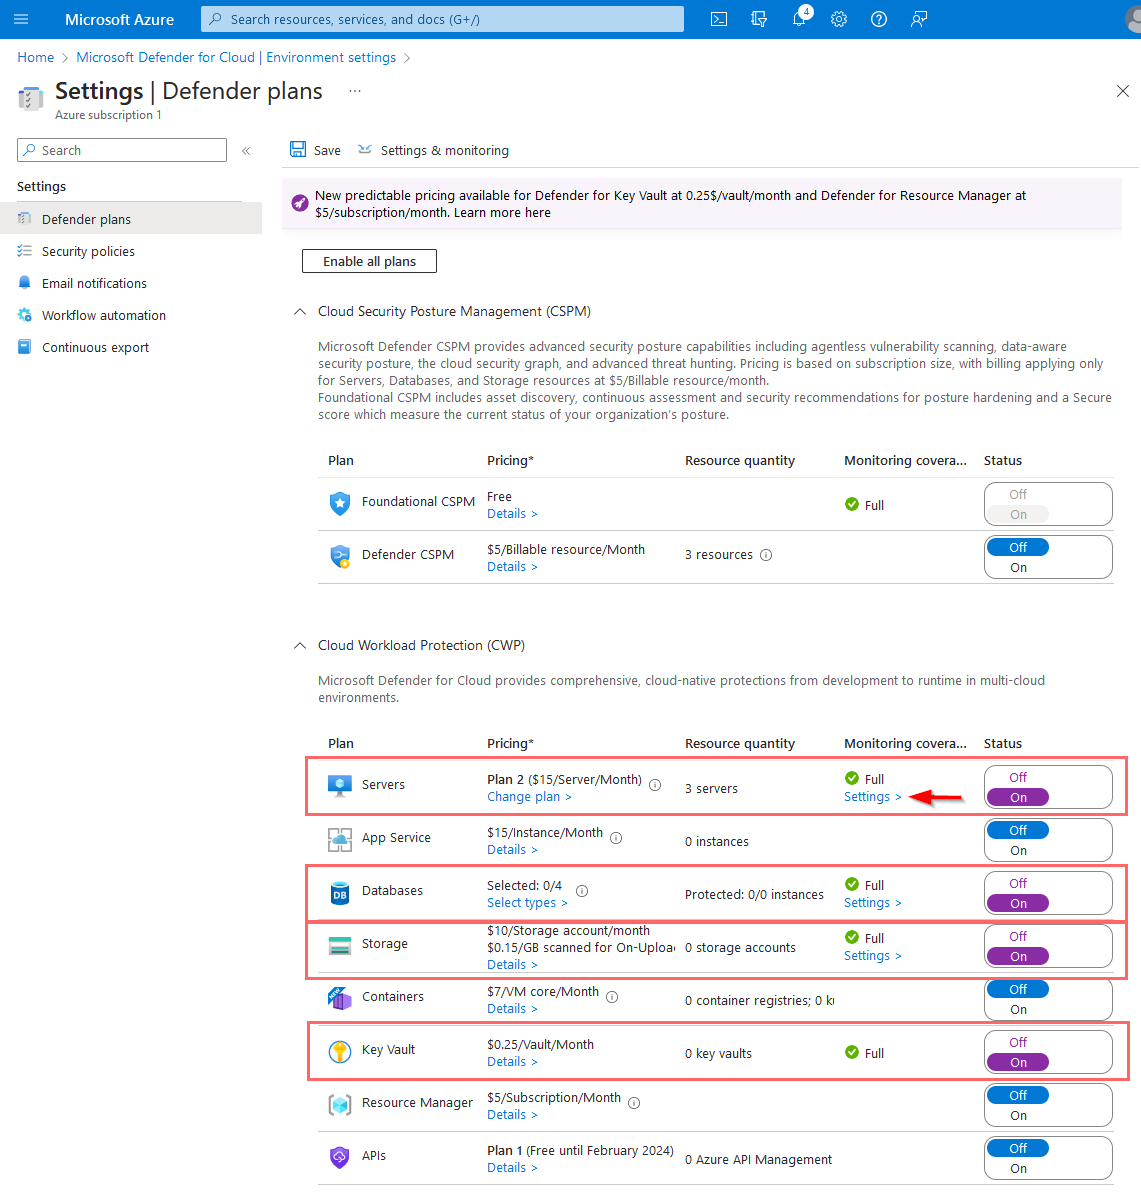 Microsoft Azure
Search resources, services, and docs (G+/)
4
Home > Microsoft Defender for Cloud | Environment settings >
Settings | Defender plans ...
Azure subscription 1
Search
«
Settings
Defender plans
Security policies
Email notifications
Workflow automation
Continuous export
Save Settings & monitoring
New predictable pricing available for Defender for Key Vault at 0.25$/vault/month and Defender for Resource Manager at
$5/subscription/month. Learn more here
Enable all plans
Cloud Security Posture Management (CSPM)
Microsoft Defender CSPM provides advanced security posture capabilities including agentless vulnerability scanning, data-aware
security posture, the cloud security graph, and advanced threat hunting. Pricing is based on subscription size, with billing applying only
for Servers, Databases, and Storage resources at $5/Billable resource/month.
Foundational CSPM includes asset discovery, continuous assessment and security recommendations for posture hardening and a Secure
score which measure the current status of your organization's posture.
Plan Pricing* Resource quantity Monitoring covera... Status
Foundational CSPM
Free
Details >
Full
Off
On
Defender CSPM
$5/Billable resource/Month
Details >
3 resources
Off
On
Cloud Workload Protection (CWP)
Microsoft Defender for Cloud provides comprehensive, cloud-native protections from development to runtime in multi-cloud
environments.
Plan Pricing* Resource quantity Monitoring covera... Status
Servers
Plan 2 ($15/Server/Month)
Change plan >
3 servers
Full
Settings >
Off
On
App Service
$15/Instance/Month
Details >
0 instances
Off
On
DB
Databases
Selected: 0/4
Select types >
Protected: 0/0 instances
Full
Settings >
Off
On
Storage
$10/Storage account/month
$0.15/GB scanned for On-Uploa
Details >
0 storage accounts
Full
Settings >
Off
On
Containers
$7/VM core/Month
Details >
0 container registries; 0 k
Off
On
Key Vault
$0.25/Vault/Month
Details >
0 key vaults
Full
Off
On
Resource Manager
$5/Subscription/Month
Details >
Off
On
APIs
Plan 1 (Free until February 2024)
Details >
0 Azure API Management
Off
On